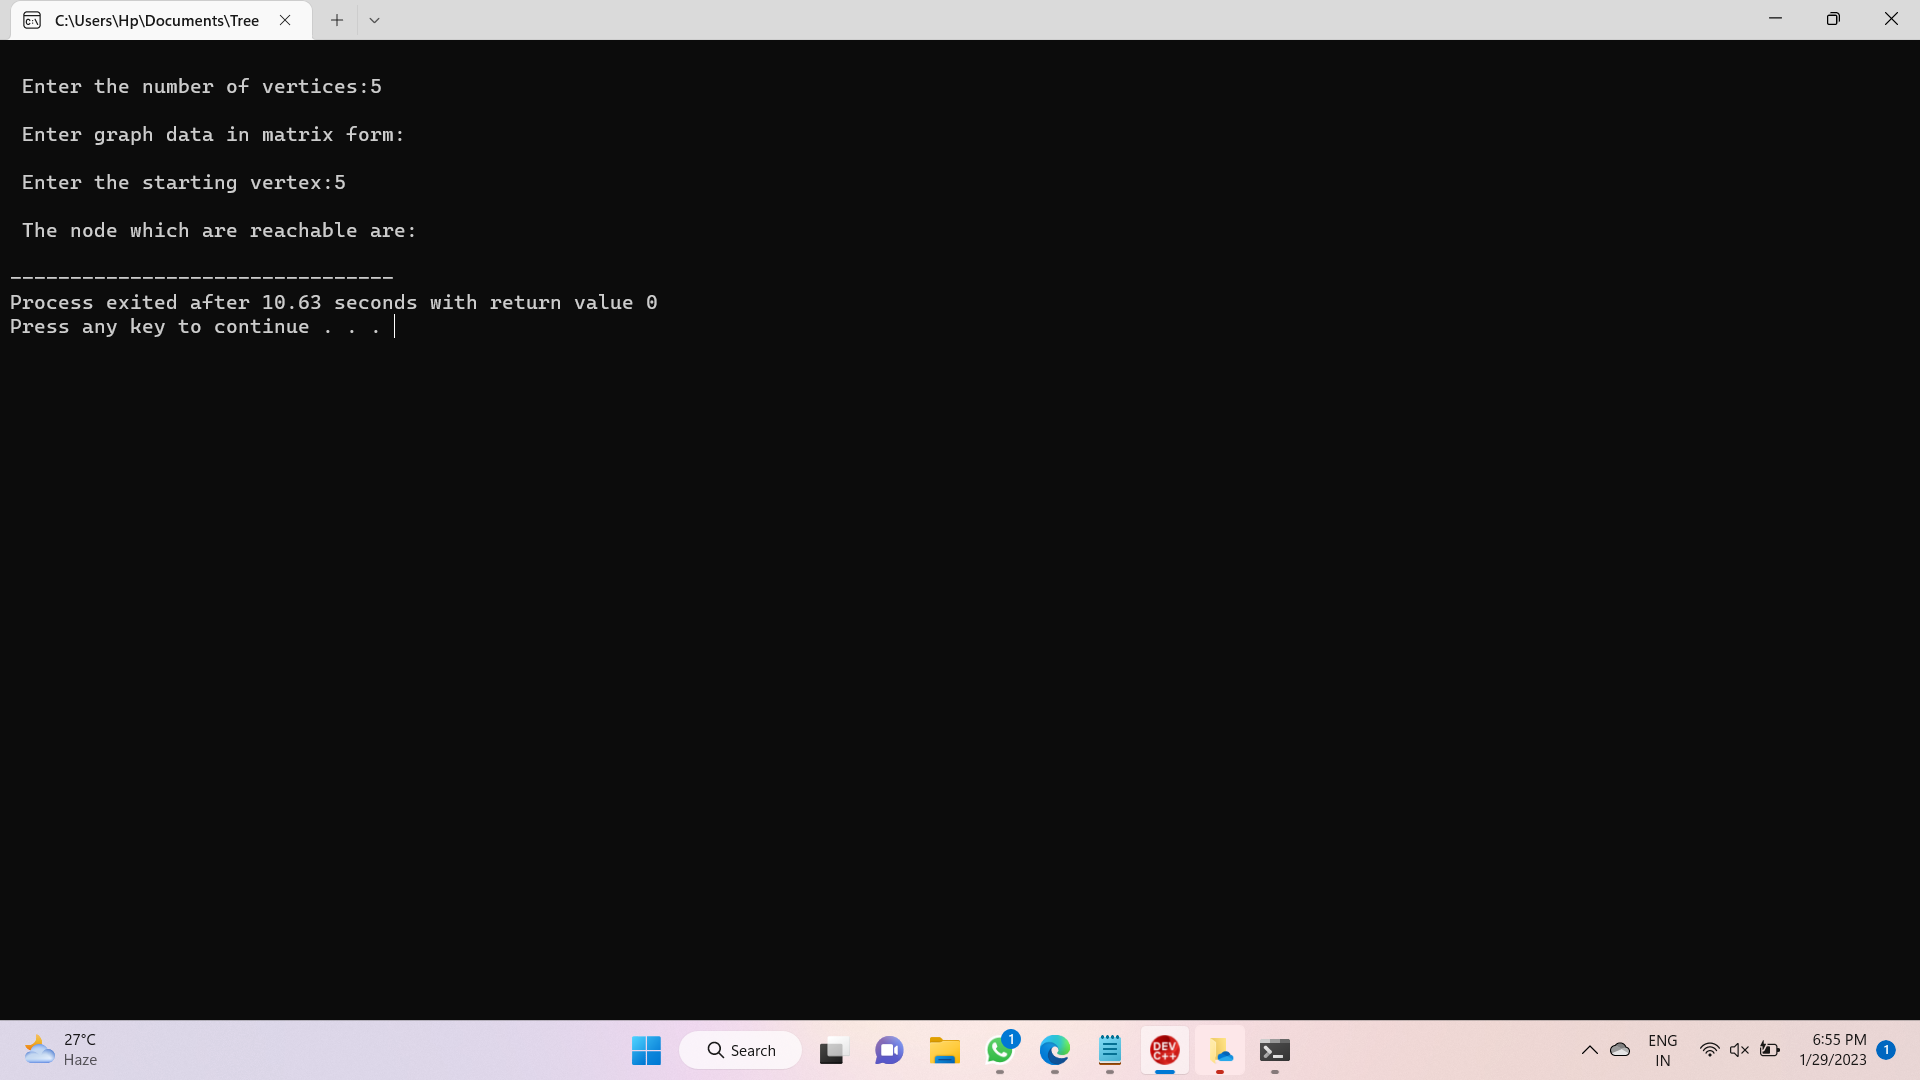 C:\Users\Hp\Documents\Tree
Enter the number of vertices:5
Enter graph data in matrix form:
Enter the starting vertex:5
The node which are reachable are:
--------------------------------
Process exited after 10.63 seconds with return value 0
Press any key to continue . . .
27°C
Haze
Search
1
DEV
C++
ENG
IN
6:55 PM
1/29/2023
1